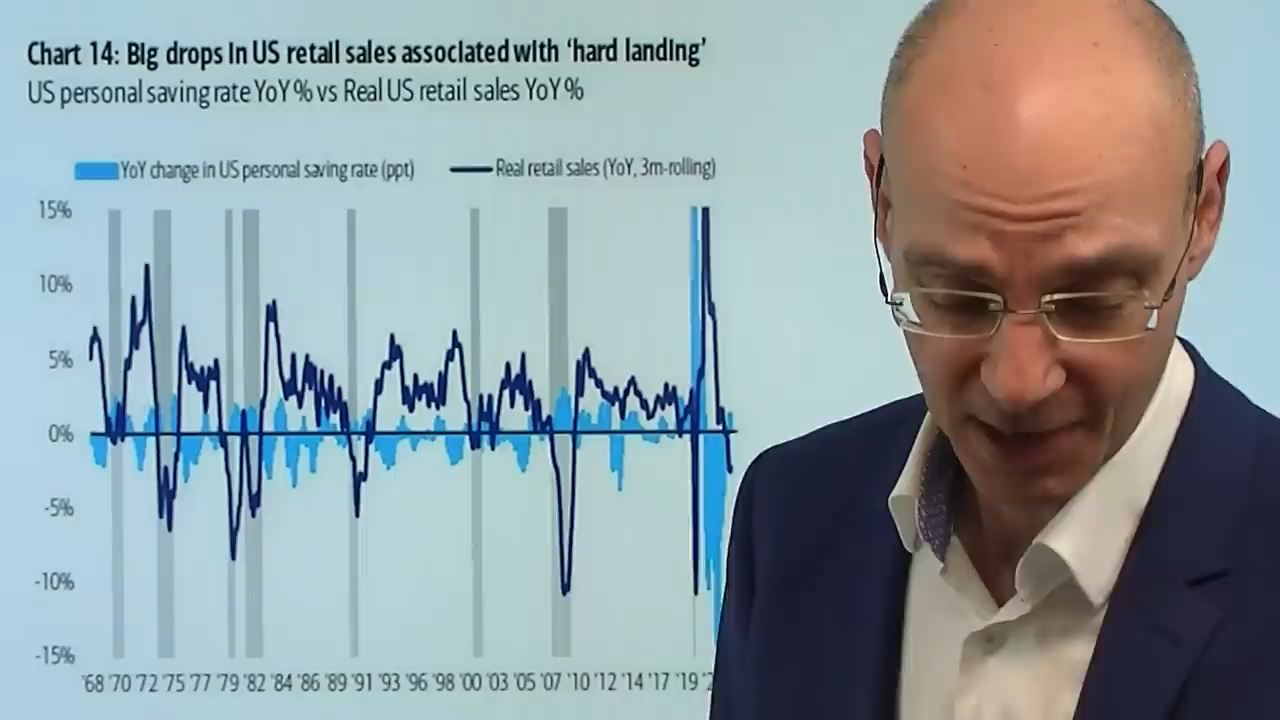 Chart 14: Big drops in US retail sales associated with ‘hard landing’
US personal saving rate YoY % vs Real US retail sales YoY %
YoY change in US personal saving rate (ppt) Real retail sales (YoY, 3m-rolling)
15%
10%
5%
0%
-5%
-10%
-15%
'68 '70 '72 '75 '77 '79 '82 '84 '86 '89 '91 '93 '96 '98 '00 '03 '05 '07 '10 '12 '14 '17 '19